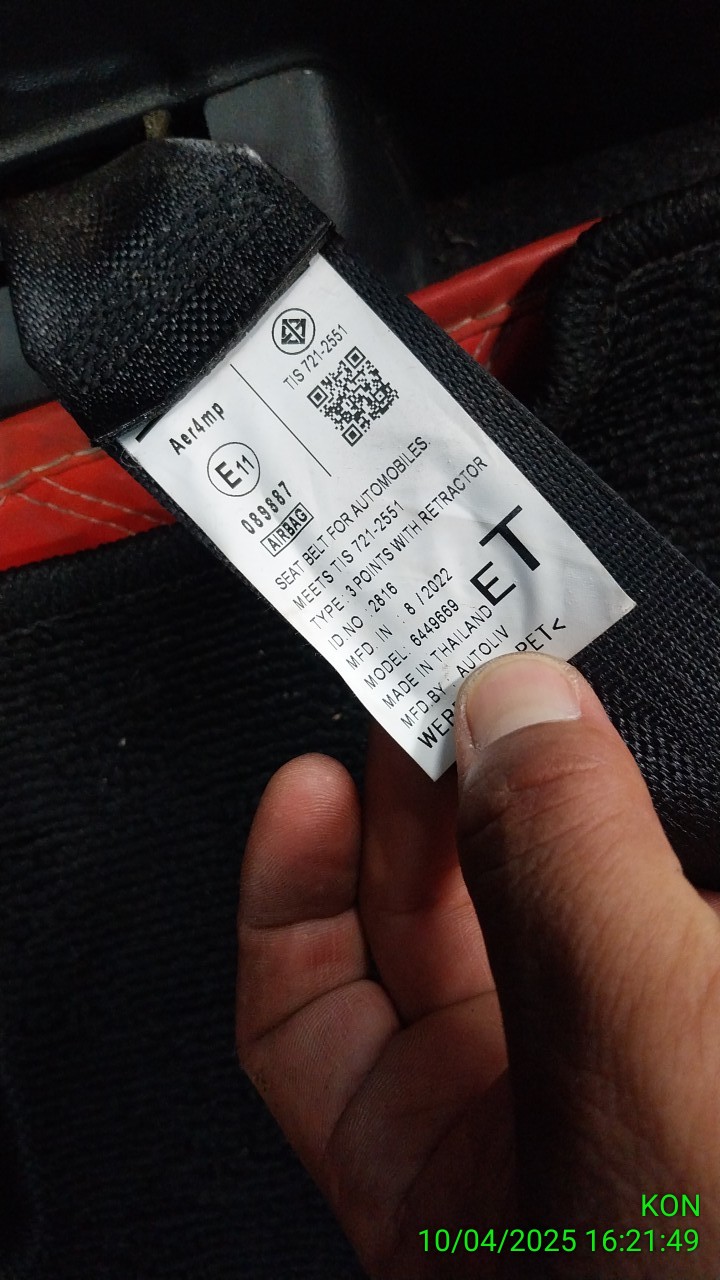 TIS 721-2551
Aer4mp
E11
089887
AIRBAG
SEAT BELT FOR AUTOMOBILES.
MEETS TIS 721-2551
TYPE : 3 POINTS WITH RETRACTOR
ID.NO : 2816
MFD. IN : 8 / 2022
MODEL: 6449669
MADE IN THAILAND
MFD.BY : AUTOLIV
ET
PET<
KON
10/04/2025 16:21:49